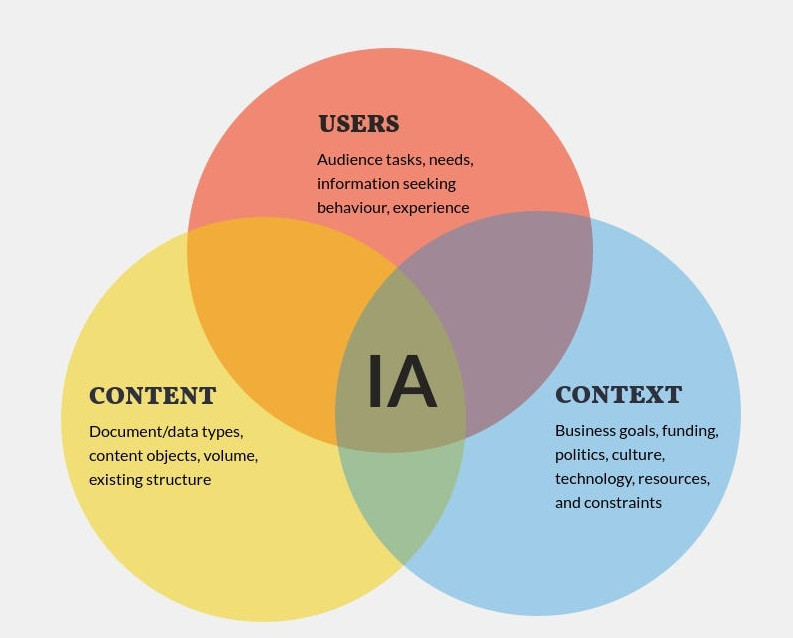 USERS
Audience tasks, needs,
information seeking
behaviour, experience
IA
CONTENT
Document/data types,
content objects, volume,
existing structure
CONTEXT
Business goals, funding,
politics, culture,
technology, resources,
and constraints